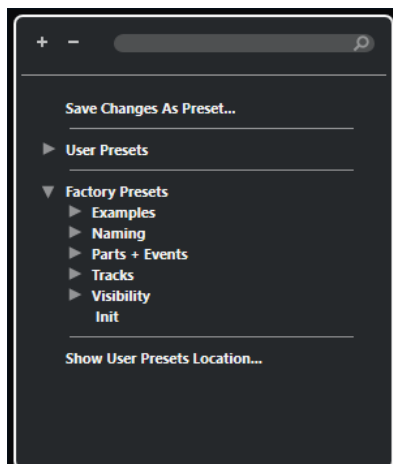 Save Changes As Preset...
User Presets
Factory Presets
Examples
Naming
Parts + Events
Tracks
Visibility
Init
Show User Presets Location...